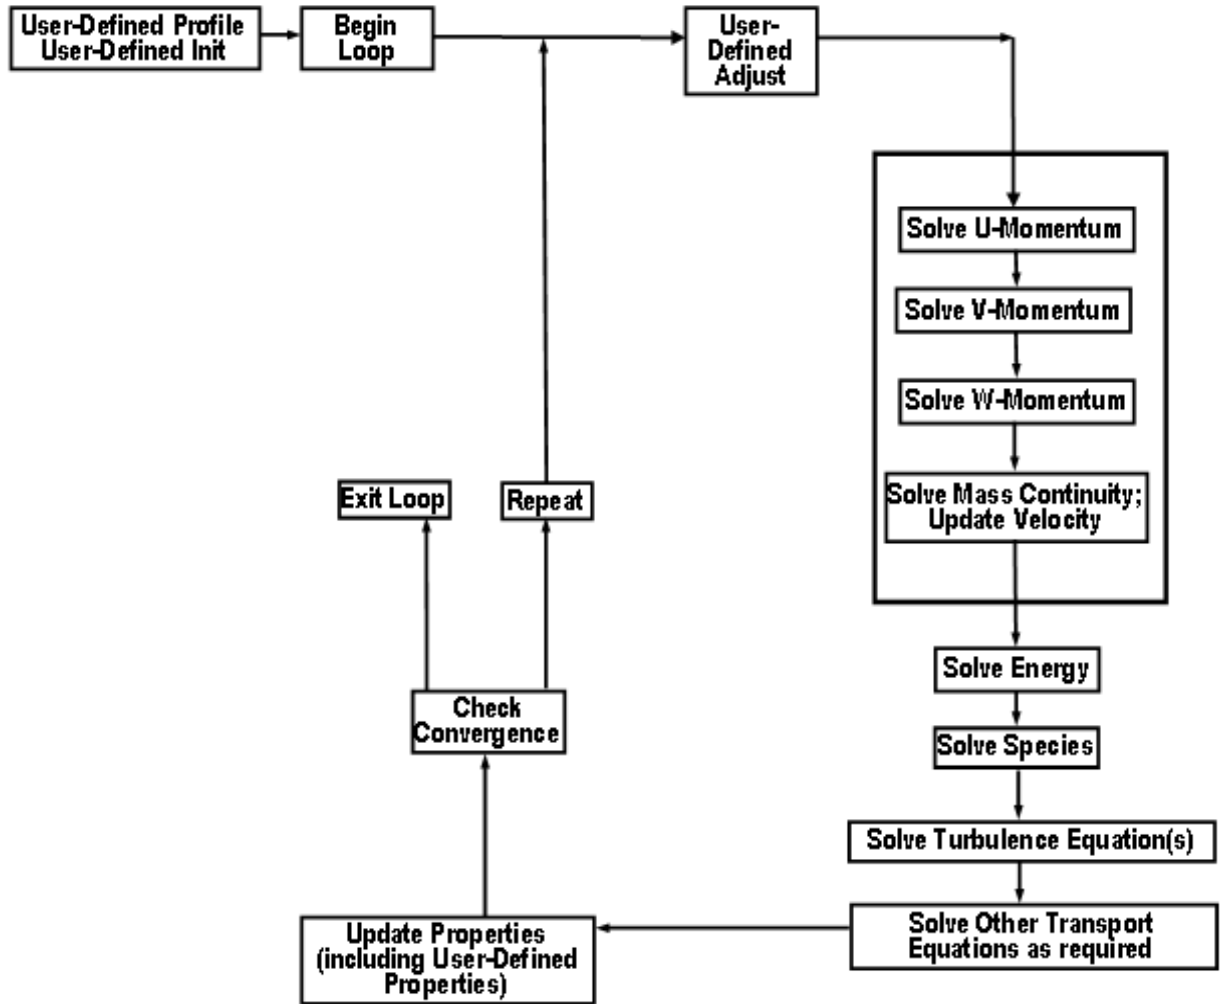 User-Defined Profile
User-Defined Init
Begin
Loop
User-
Defined
Adjust
Solve U-Momentum
Solve V-Momentum
Solve W-Momentum
Solve Mass Continuity;
Update Velocity
Exit Loop
Repeat
Solve Energy
Check
Convergence
Solve Species
Solve Turbulence Equation(s)
Solve Other Transport
Equations as required
Update Properties
(including User-Defined
Properties)